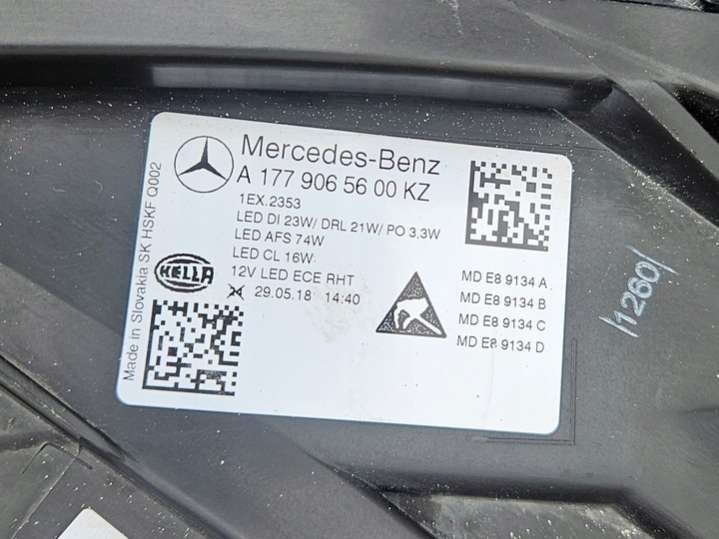 Mercedes-Benz
A 177 906 56 00 KZ
1EX.2353
LED DI 23W/ DRL 21W/ PO 3,3W
LED AFS 74W
LED CL 16W
12V LED ECE RHT
29.05.18 14:40
HELLA
Made in Slovakia SK HSKF Q002
MD E8 9134 A
MD E8 9134 B
MD E8 9134 C
MD E8 9134 D
1260